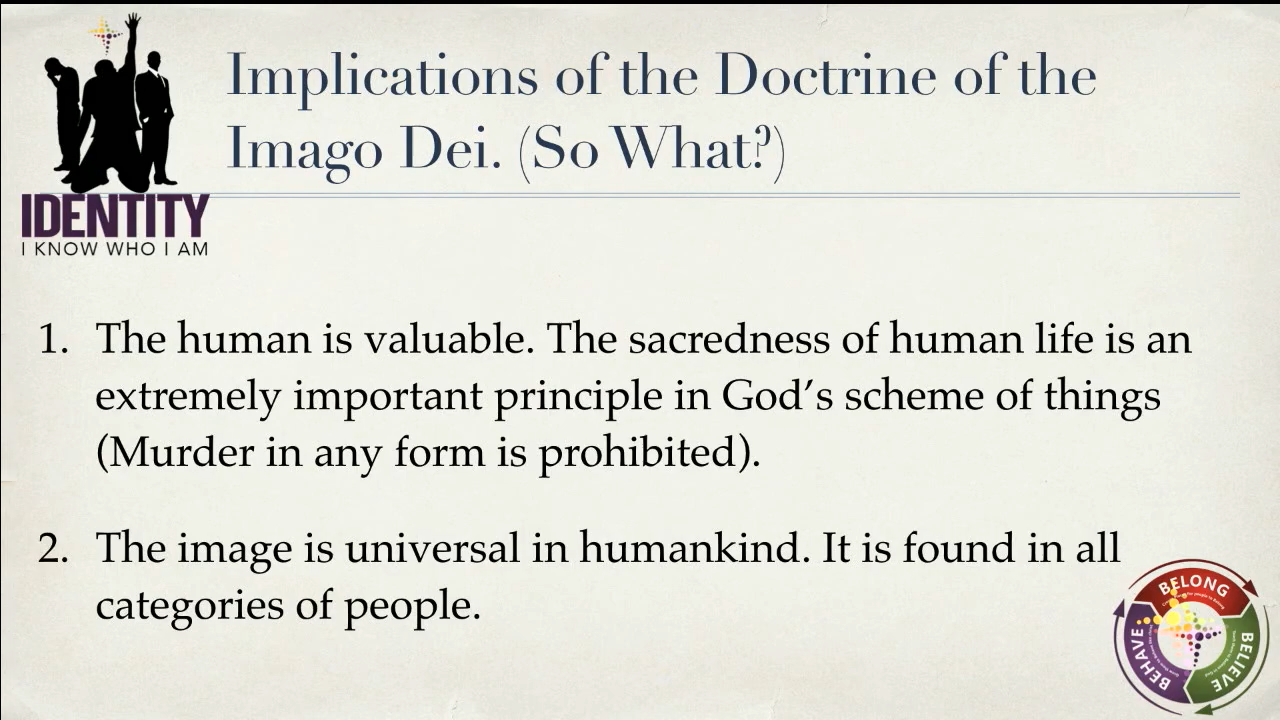 Implications of the Doctrine of the
Imago Dei. (So What?)
IDENTITY
I KNOW WHO I AM
1. The human is valuable. The sacredness of human life is an
extremely important principle in God’s scheme of things
(Murder in any form is prohibited).
2. The image is universal in humankind. It is found in all
categories of people.
BELONG
BEHAVE
BELIEVE